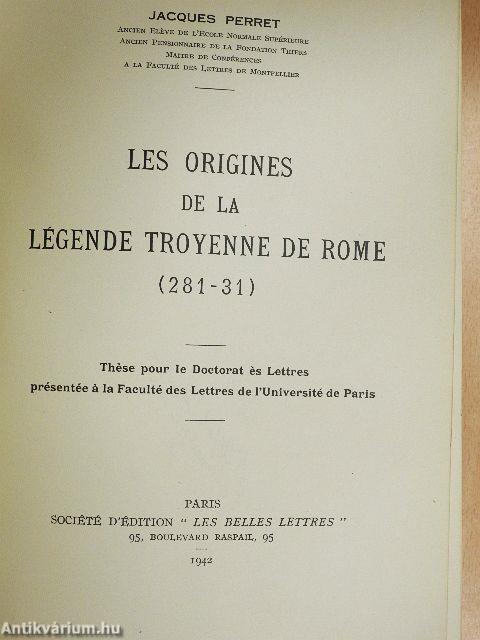 JACQUES PERRET
Ancien Elève de l'Ecole Normale Supérieure
Ancien Pensionnaire de la Fondation Thiers
Maitre de Conférences
a la Faculté des Lettres de Montpellier
LES ORIGINES
DE LA
LÉGENDE TROYENNE DE ROME
(281-31)
Thèse pour le Doctorat ès Lettres
présentée à la Faculté des Lettres de l'Université de Paris
PARIS
SOCIÉTÉ D'ÉDITION " LES BELLES LETTRES "
95, BOULEVARD RASPAIL, 95
1942
Antikvárium.hu